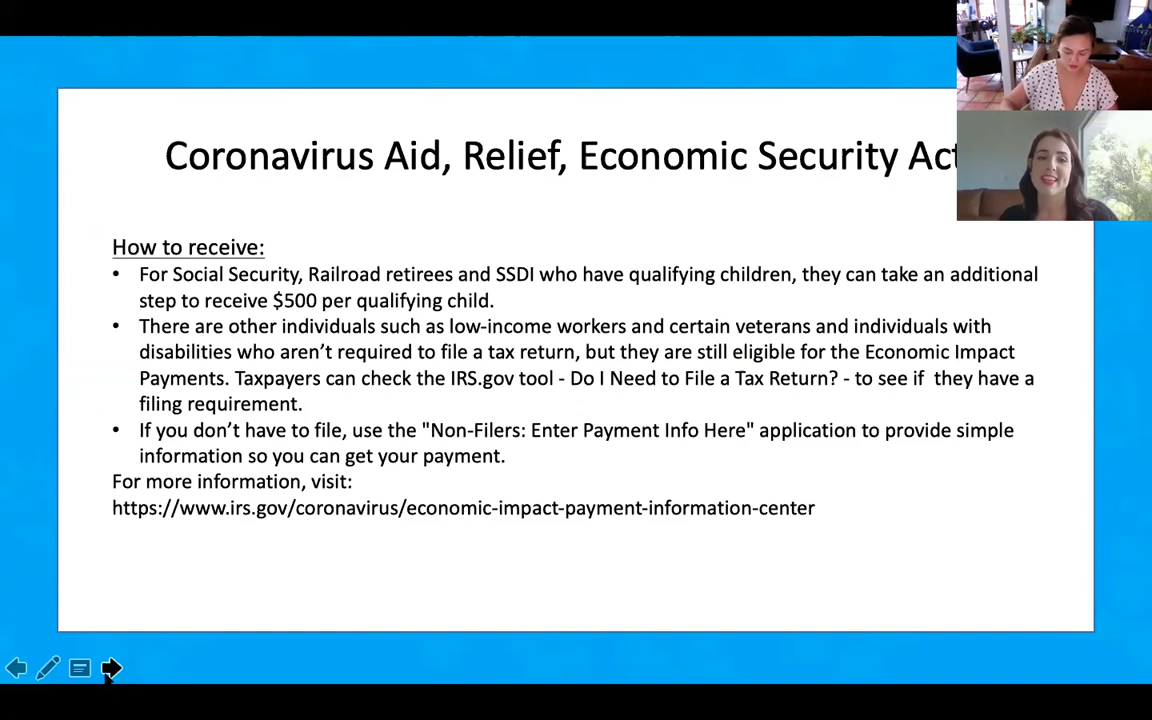 Coronavirus Aid, Relief, Economic Security Act
How to receive:
• For Social Security, Railroad retirees and SSDI who have qualifying children, they can take an additional
step to receive $500 per qualifying child.
• There are other individuals such as low-income workers and certain veterans and individuals with
disabilities who aren’t required to file a tax return, but they are still eligible for the Economic Impact
Payments. Taxpayers can check the IRS.gov tool - Do I Need to File a Tax Return? - to see if they have a
filing requirement.
• If you don’t have to file, use the "Non-Filers: Enter Payment Info Here" application to provide simple
information so you can get your payment.
For more information, visit:
https://www.irs.gov/coronavirus/economic-impact-payment-information-center